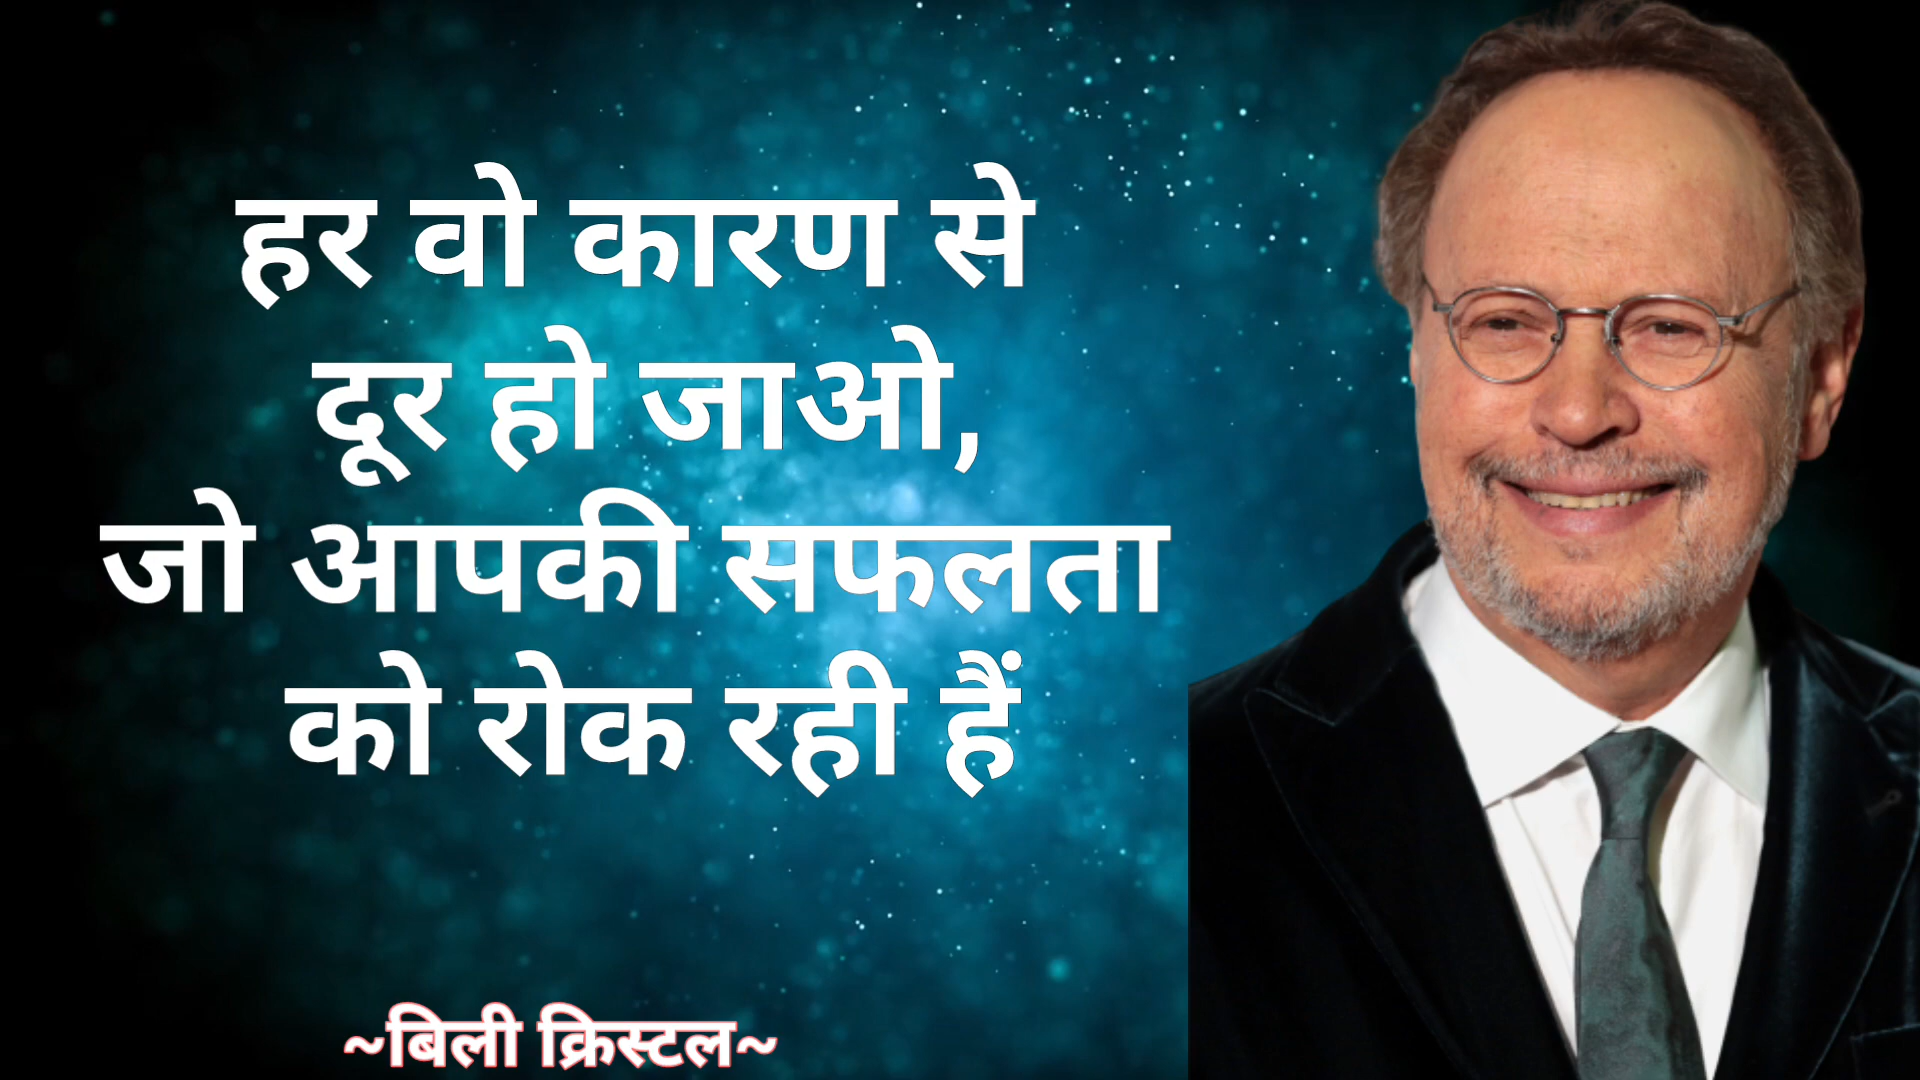 हर वो कारण से
दूर हो जाओ,
जो आपकी सफलता
को रोक रही हैं
~बिली क्रिस्टल~